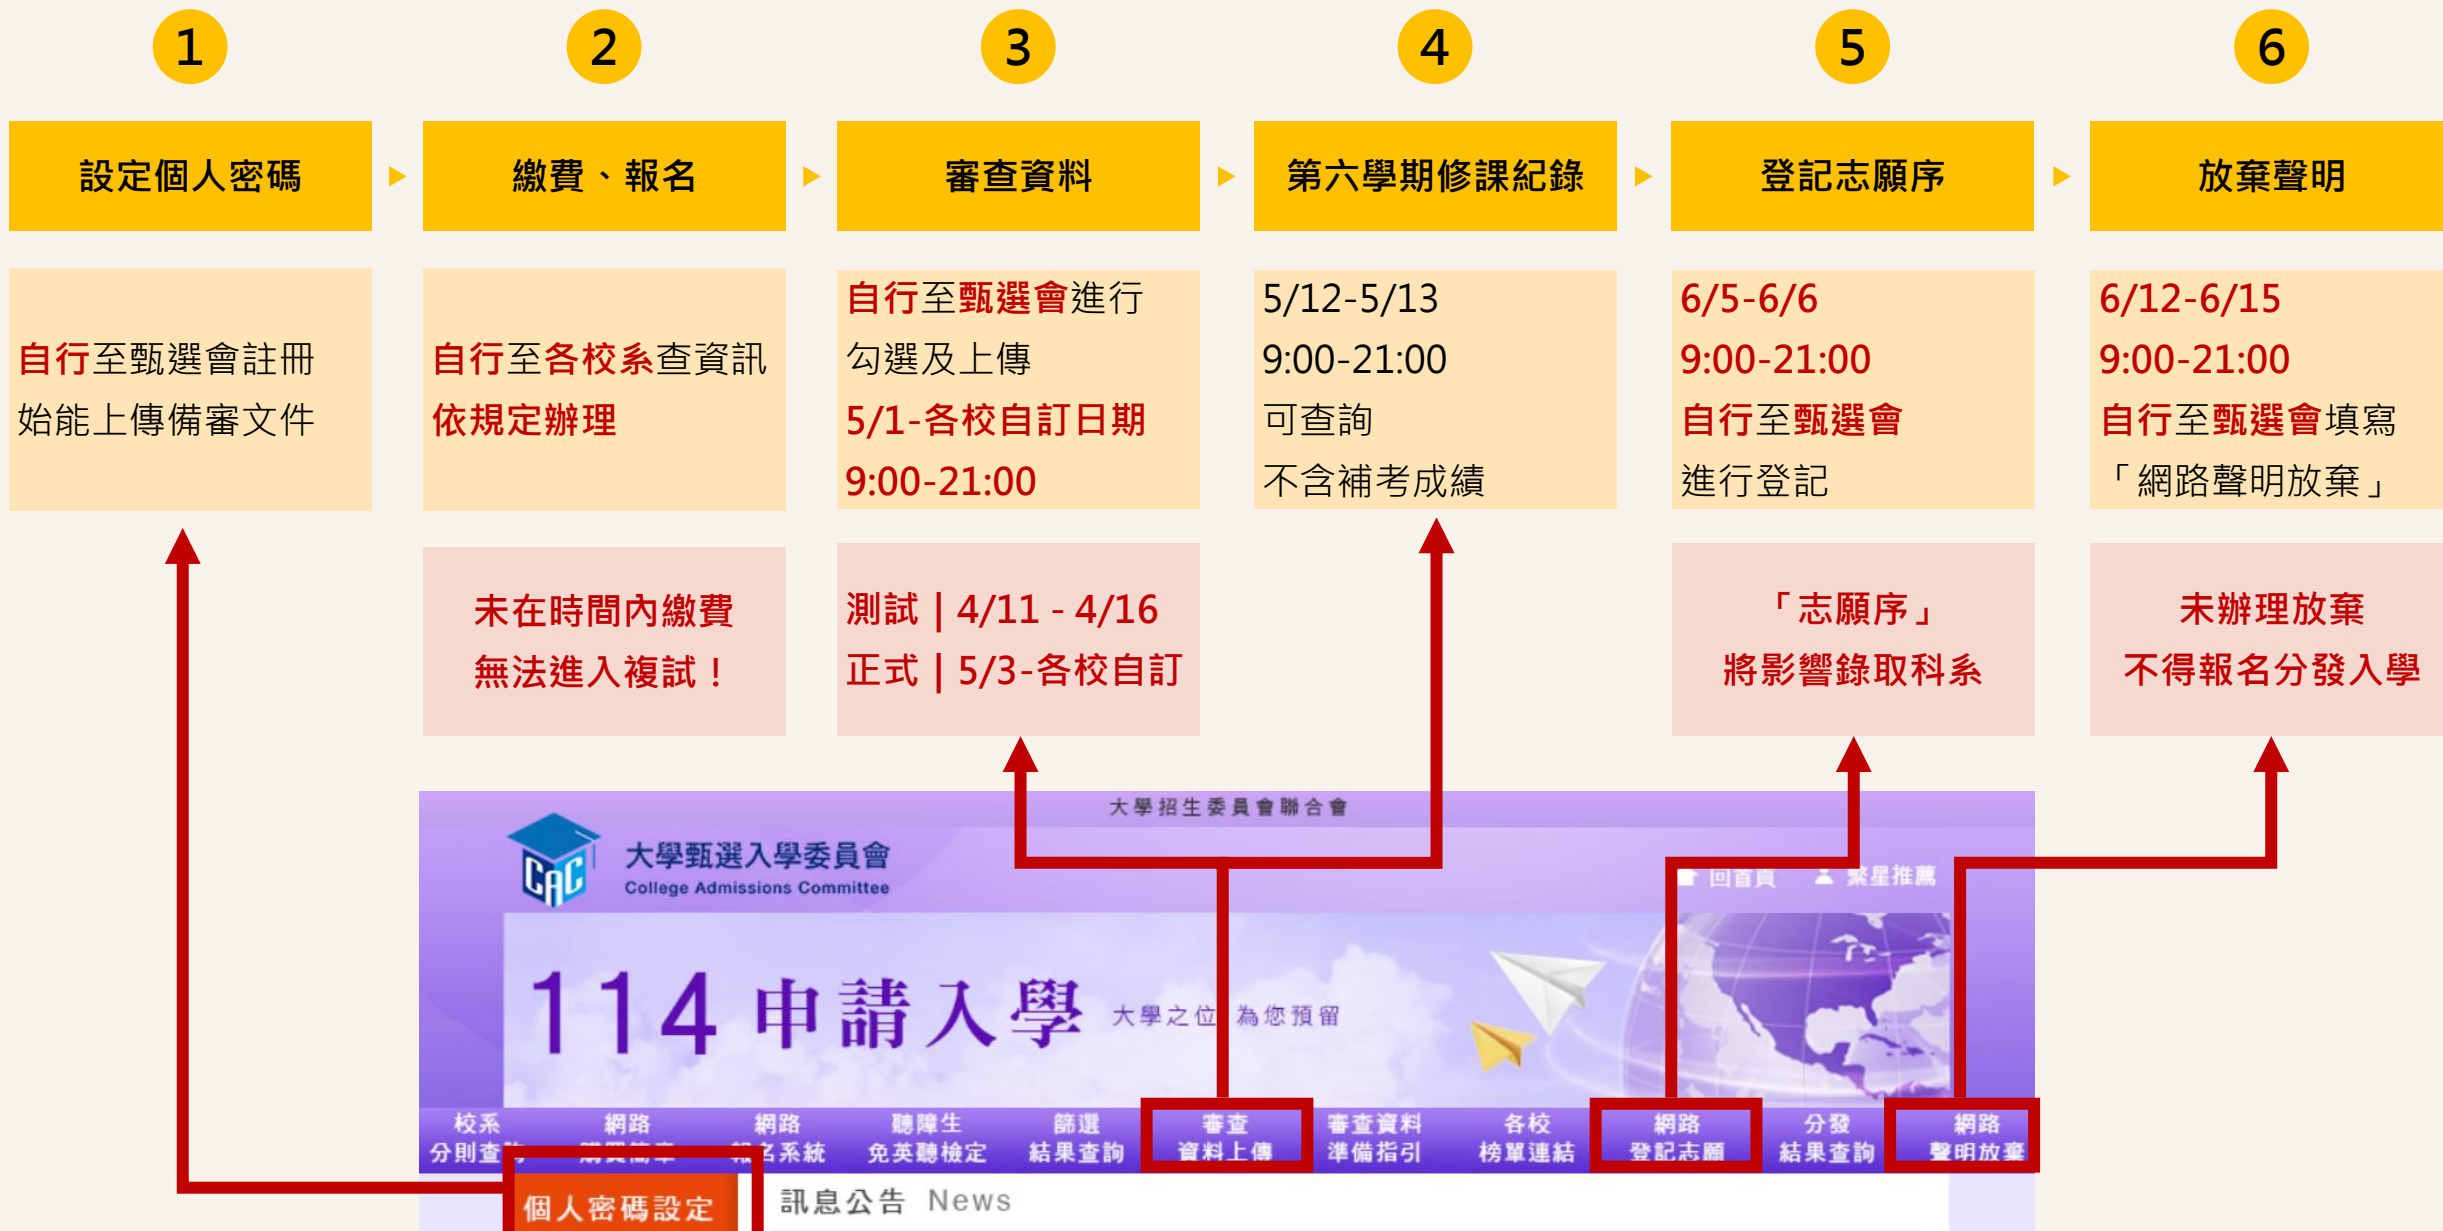 1
2
3
4
5
6
設定個人密碼
繳費、報名
審查資料
第六學期修課紀錄
登記志願序
放棄聲明
自行至甄選會註冊
始能上傳備審文件
自行至各校系查資訊
依規定辦理
自行至甄選會進行
勾選及上傳
5/1-各校自訂日期
9:00-21:00
5/12-5/13
9:00-21:00
可查詢
不含補考成績
6/5-6/6
9:00-21:00
自行至甄選會
進行登記
6/12-6/15
9:00-21:00
自行至甄選會填寫
「網路聲明放棄」
未在時間內繳費
無法進入複試！
測試 | 4/11 - 4/16
正式 | 5/3-各校自訂
「志願序」
將影響錄取科系
未辦理放棄
不得報名分發入學
大學招生委員會聯合會
CAC
大學甄選入學委員會
College Admissions Committee
回首頁
繁星推薦
114 申請入學
大學之位 為您預留
校系
分則查詢
網路
購買簡章
網路
報名系統
聽障生
免英聽檢定
篩選
結果查詢
審查
資料上傳
審查資料
準備指引
各校
榜單連結
網路
登記志願
分發
結果查詢
網路
聲明放棄
個人密碼設定
訊息公告 News